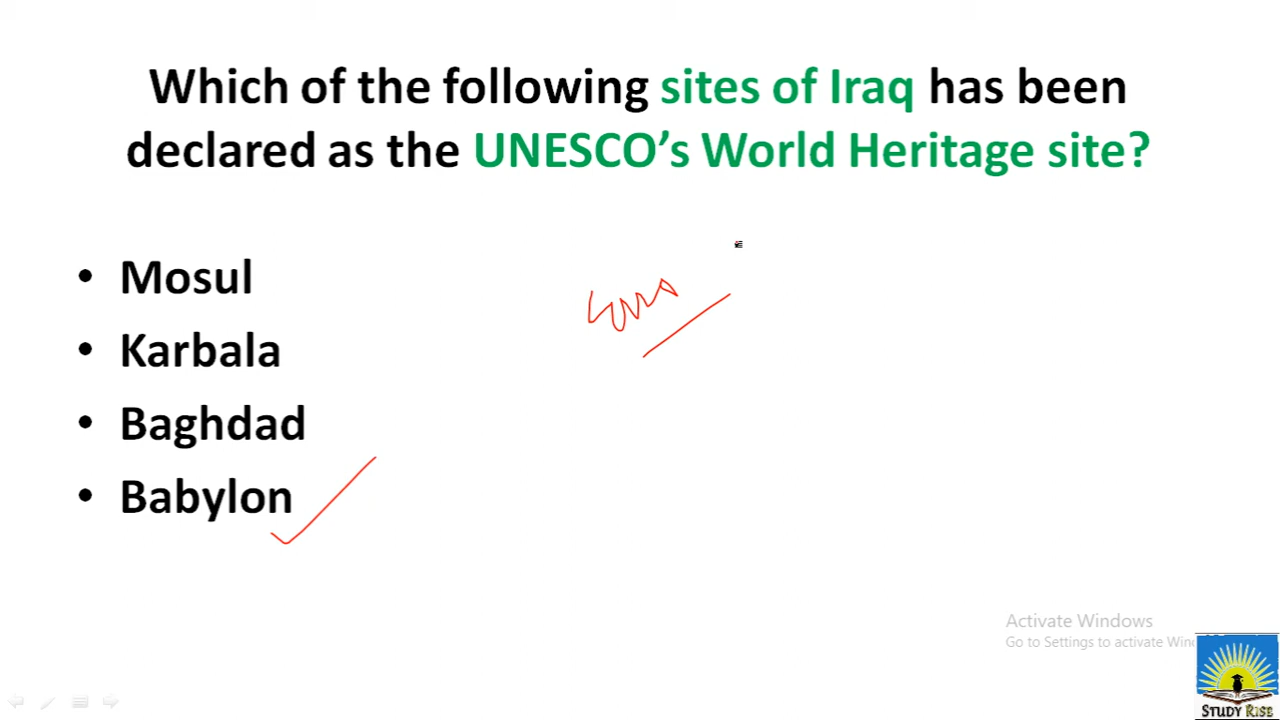 Which of the following sites of Iraq has been
declared as the UNESCO’s World Heritage site?
• Mosul
• Karbala
• Baghdad
• Babylon
Activate Windows
Go to Settings to activate
STUDY RISE